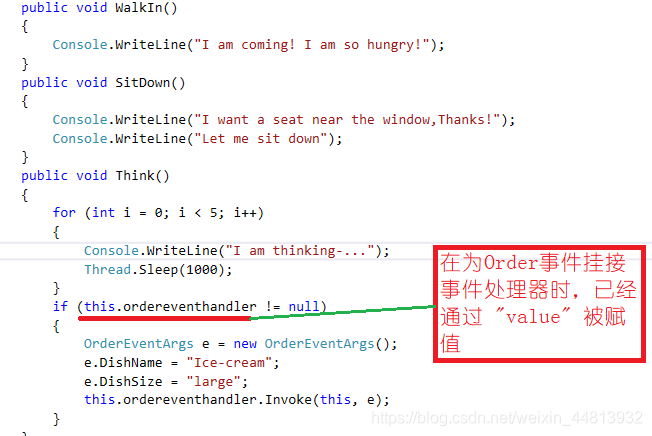 public void WalkIn()
{
Console.WriteLine("I am coming! I am so hungry!");
}
public void SitDown()
{
Console.WriteLine("I want a seat near the window,Thanks!");
Console.WriteLine("Let me sit down");
}
public void Think()
{
for (int i = 0; i < 5; i++)
{
Console.WriteLine("I am thinking-...");
Thread.Sleep(1000);
}
if (this.ordereventhandler != null)
{
OrderEventArgs e = new OrderEventArgs();
e.DishName = "Ice-cream";
e.DishSize = "large";
this.ordereventhandler.Invoke(this, e);
}
}
在为Order事件挂接
事件处理器时，已经
通过 "value" 被赋
值
https://blog.csdn.net/weixin_44813932